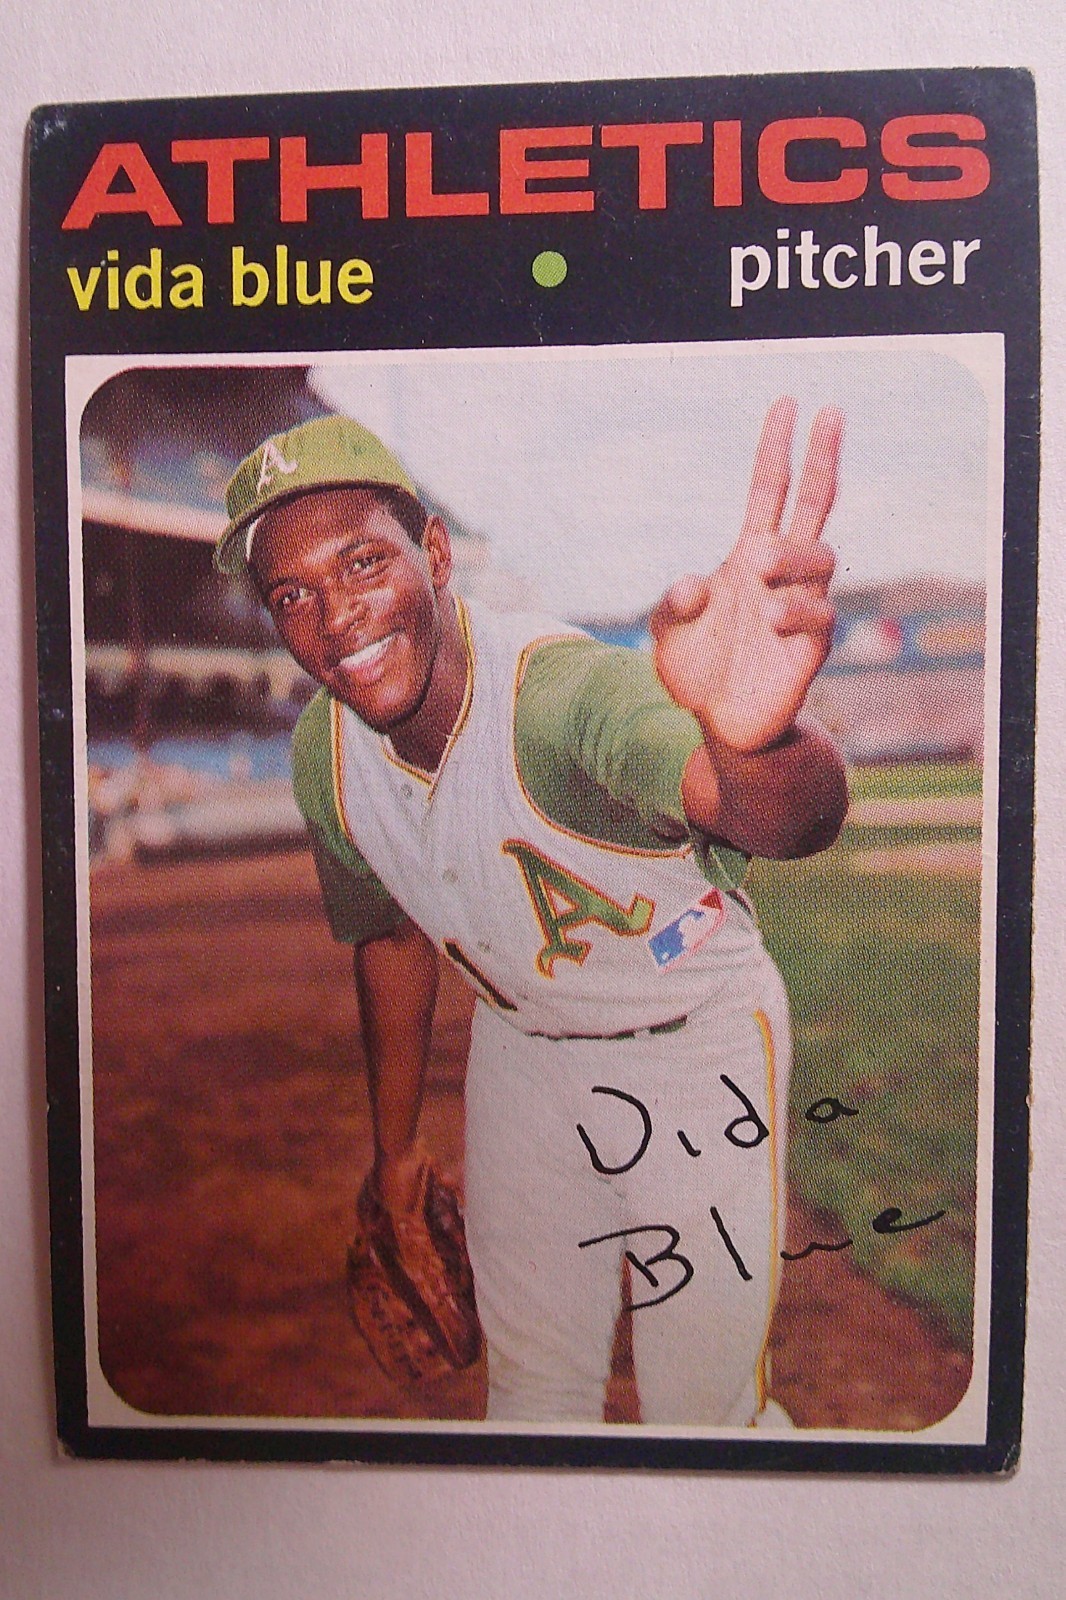 ATHLETICS
vida blue • pitcher
A
A
Vida
Blue